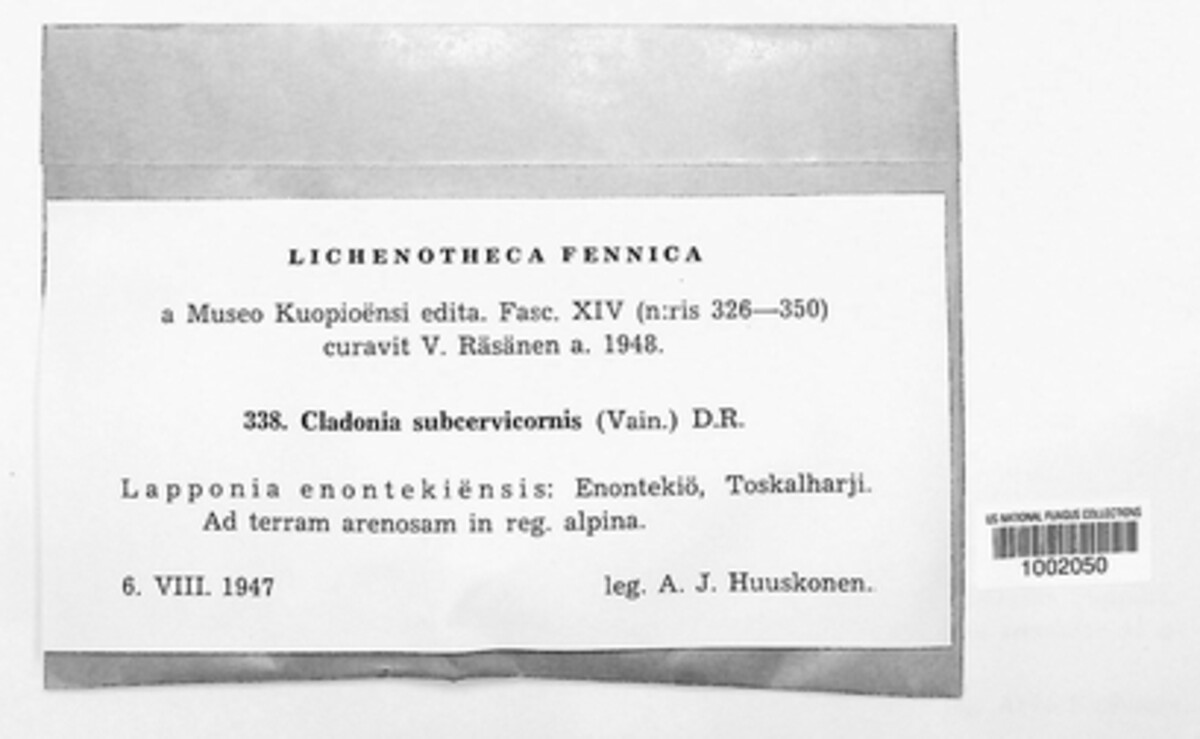 LICHENOTHECA FENNICA
a Museo Kuopioënsi edita. Fasc. XIV (n:ris 326—350)
curavit V. Räsänen a. 1948.
338. Cladonia subcervicornis (Vain.) D.R.
Lapponia enontekiënsis: Enontekiö, Toskalharji.
Ad terram arenosam in reg. alpina.
6. VIII. 1947 leg. A. J. Huuskonen.
US NATIONAL FUNGUS COLLECTIONS
1002050